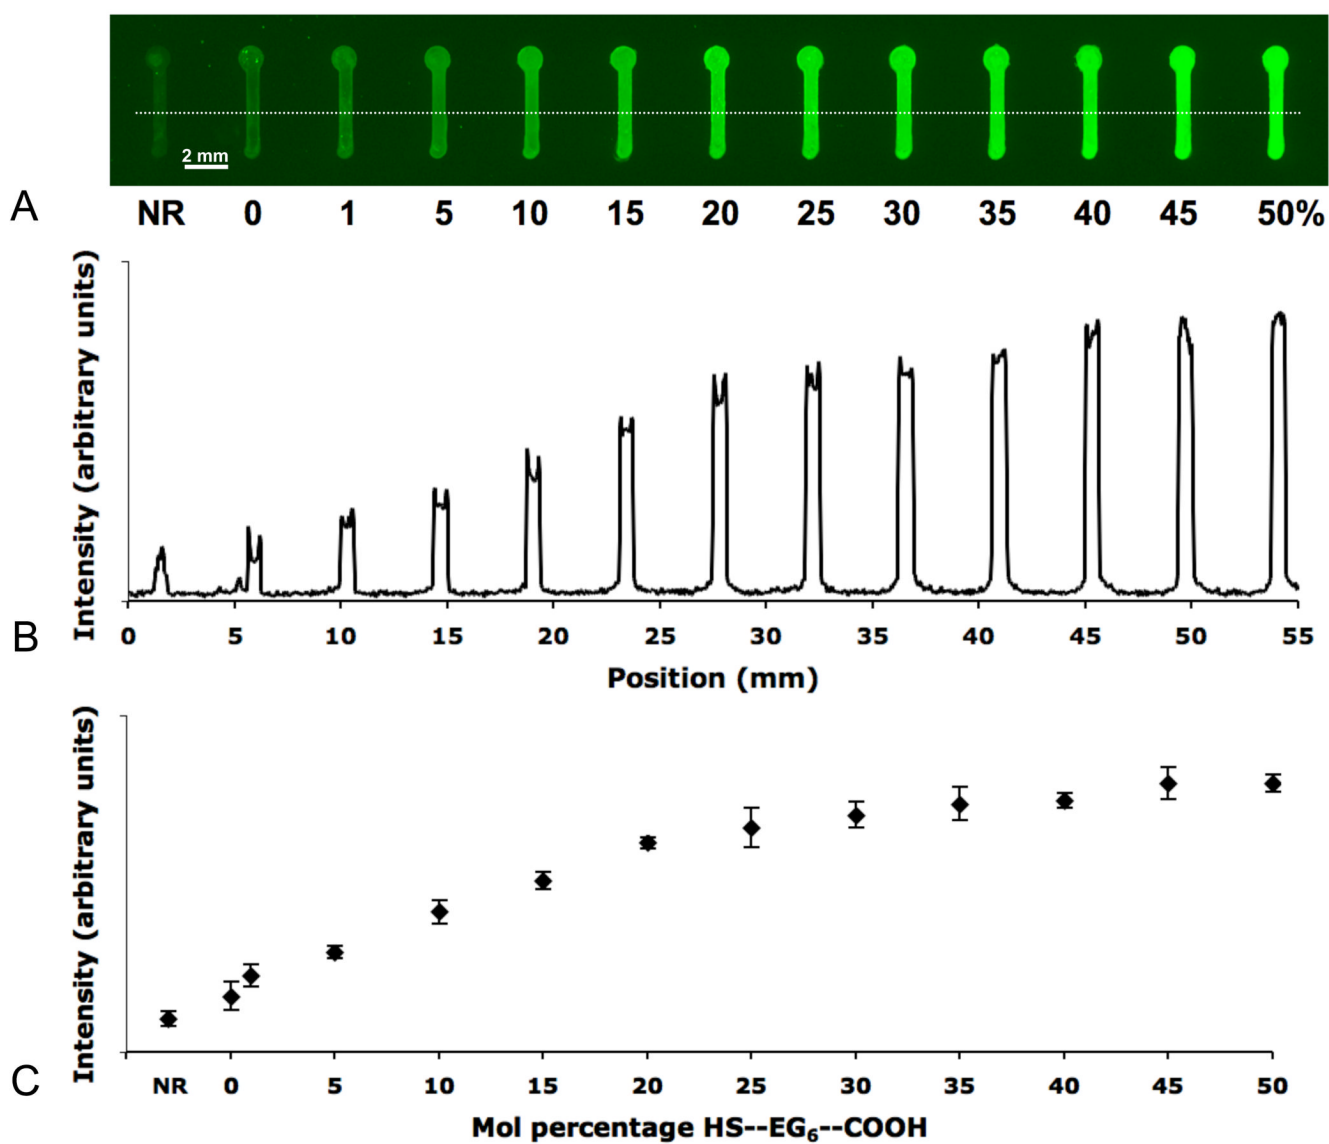 2 mm
A
NR 0 1 5 10 15 20 25 30 35 40 45 50%
Intensity (arbitrary units)
B
0 5 10 15 20 25 30 35 40 45 50 55
Position (mm)
Intensity (arbitrary units)
C
NR 0 5 10 15 20 25 30 35 40 45 50
Mol percentage HS--EG₆--COOH